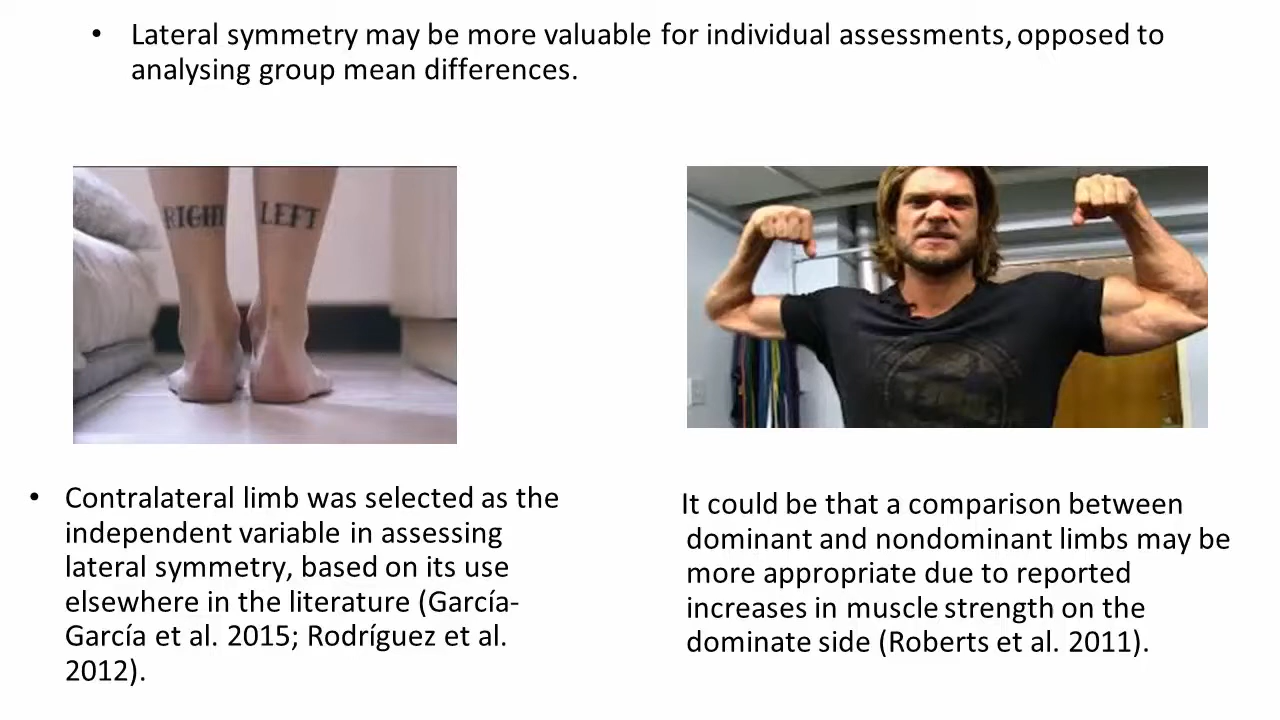 • Lateral symmetry may be more valuable for individual assessments, opposed to
analysing group mean differences.
RIGHT LEFT
• Contralateral limb was selected as the
independent variable in assessing
lateral symmetry, based on its use
elsewhere in the literature (García-
García et al. 2015; Rodríguez et al.
2012).
It could be that a comparison between
dominant and nondominant limbs may be
more appropriate due to reported
increases in muscle strength on the
dominate side (Roberts et al. 2011).